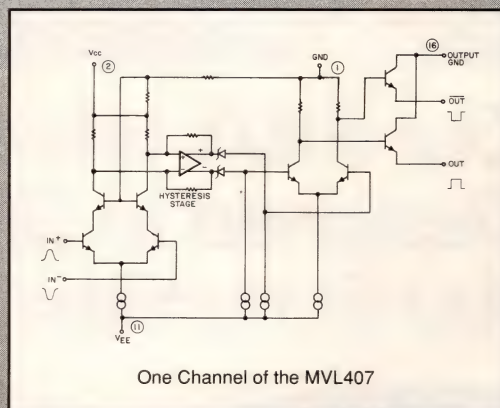 Vcc
②
GND
①
⑯
OUTPUT
GND
OUT
OUT
+
+
−
−
HYSTERESIS
STAGE
IN+
IN−
⑪
VEE
One Channel of the MVL407